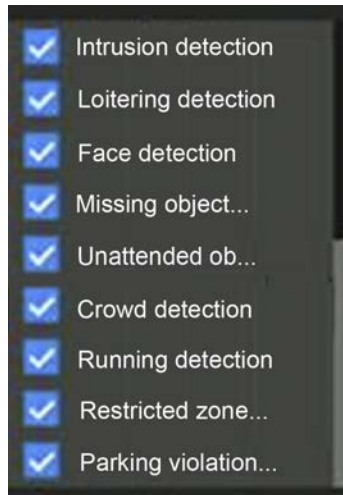 Intrusion detection
Loitering detection
Face detection
Missing object...
Unattended ob...
Crowd detection
Running detection
Restricted zone...
Parking violation...